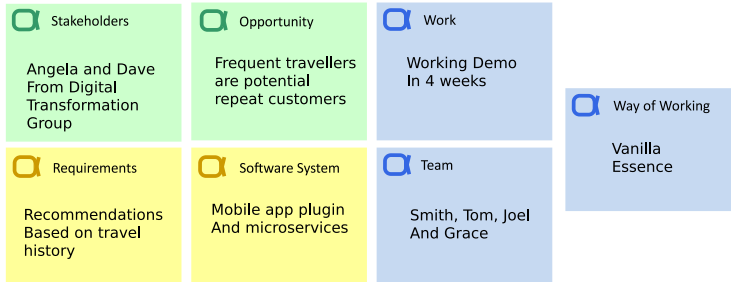 Stakeholders
Angela and Dave
From Digital
Transformation
Group
Opportunity
Frequent travellers
are potential
repeat customers
Work
Working Demo
In 4 weeks
Way of Working
Vanilla
Essence
Requirements
Recommendations
Based on travel
history
Software System
Mobile app plugin
And microservices
Team
Smith, Tom, Joel
And Grace